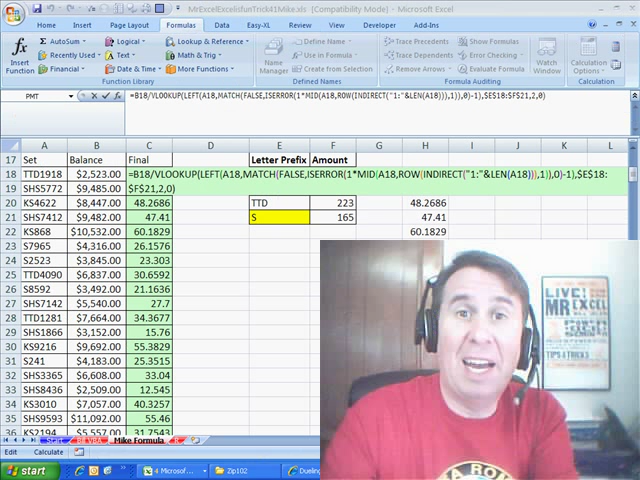 MrExcelExcelisfunTrick41Mike.xls [Compatibility Mode] - Microsoft Excel
Home Insert Page Layout Formulas Data Easy-XL Review View Developer Add-Ins
AutoSum Logical Lookup & Reference Define Name Trace Precedents Show Formulas
Insert Function Recently Used Text Math & Trig Name Manager Use in Formula Trace Dependents Error Checking Watch Window Calculation Options
Financial Date & Time More Functions Create from Selection Remove Arrows Evaluate Formula
Function Library Defined Names Formula Auditing Calculation
PMT =B18/VLOOKUP(LEFT(A18,MATCH(FALSE,ISERROR(1*MID(A18,ROW(INDIRECT("1:"&LEN(A18))),1)),0)-1),$E$18:$F$21,2,0)
A B C D E F G H I J K L
17 Set Balance Final Letter Prefix Amount
18 TTD1918 $2,523.00 =B18/VLOOKUP(LEFT(A18,MATCH(FALSE,ISERROR(1*MID(A18,ROW(INDIRECT("1:"&LEN(A18))),1)),0)-1),$E$18:
19 SHS5772 $9,485.00 $F$21,2,0)
20 KS4622 $8,447.00 48.2686 TTD 223 48.2686
21 SHS7412 $9,482.00 47.41 S 165 47.41
22 KS868 $10,532.00 60.1829 60.1829
23 S7965 $4,316.00 26.1576
24 S2523 $3,845.00 23.303
25 TTD4090 $6,837.00 30.6592
26 S8592 $3,492.00 21.1636
27 SHS7142 $5,540.00 27.7
28 TTD1281 $7,664.00 34.3677
29 SHS1866 $3,152.00 15.76
30 KS9216 $9,692.00 55.3829
31 S241 $4,183.00 25.3515
32 SHS3365 $6,608.00 33.04
33 SHS8436 $2,509.00 12.545
34 KS3010 $7,057.00 40.3257
35 SHS9593 $11,092.00 55.46
36 KS2194 $5,557.00 31.7543
LIVE!
MR EXCEL
POWER
TIPS & TRICKS
Start Bill VBA Mike Formula
Edit Calculate
start 4 Microsoft... Zip102 Dueling